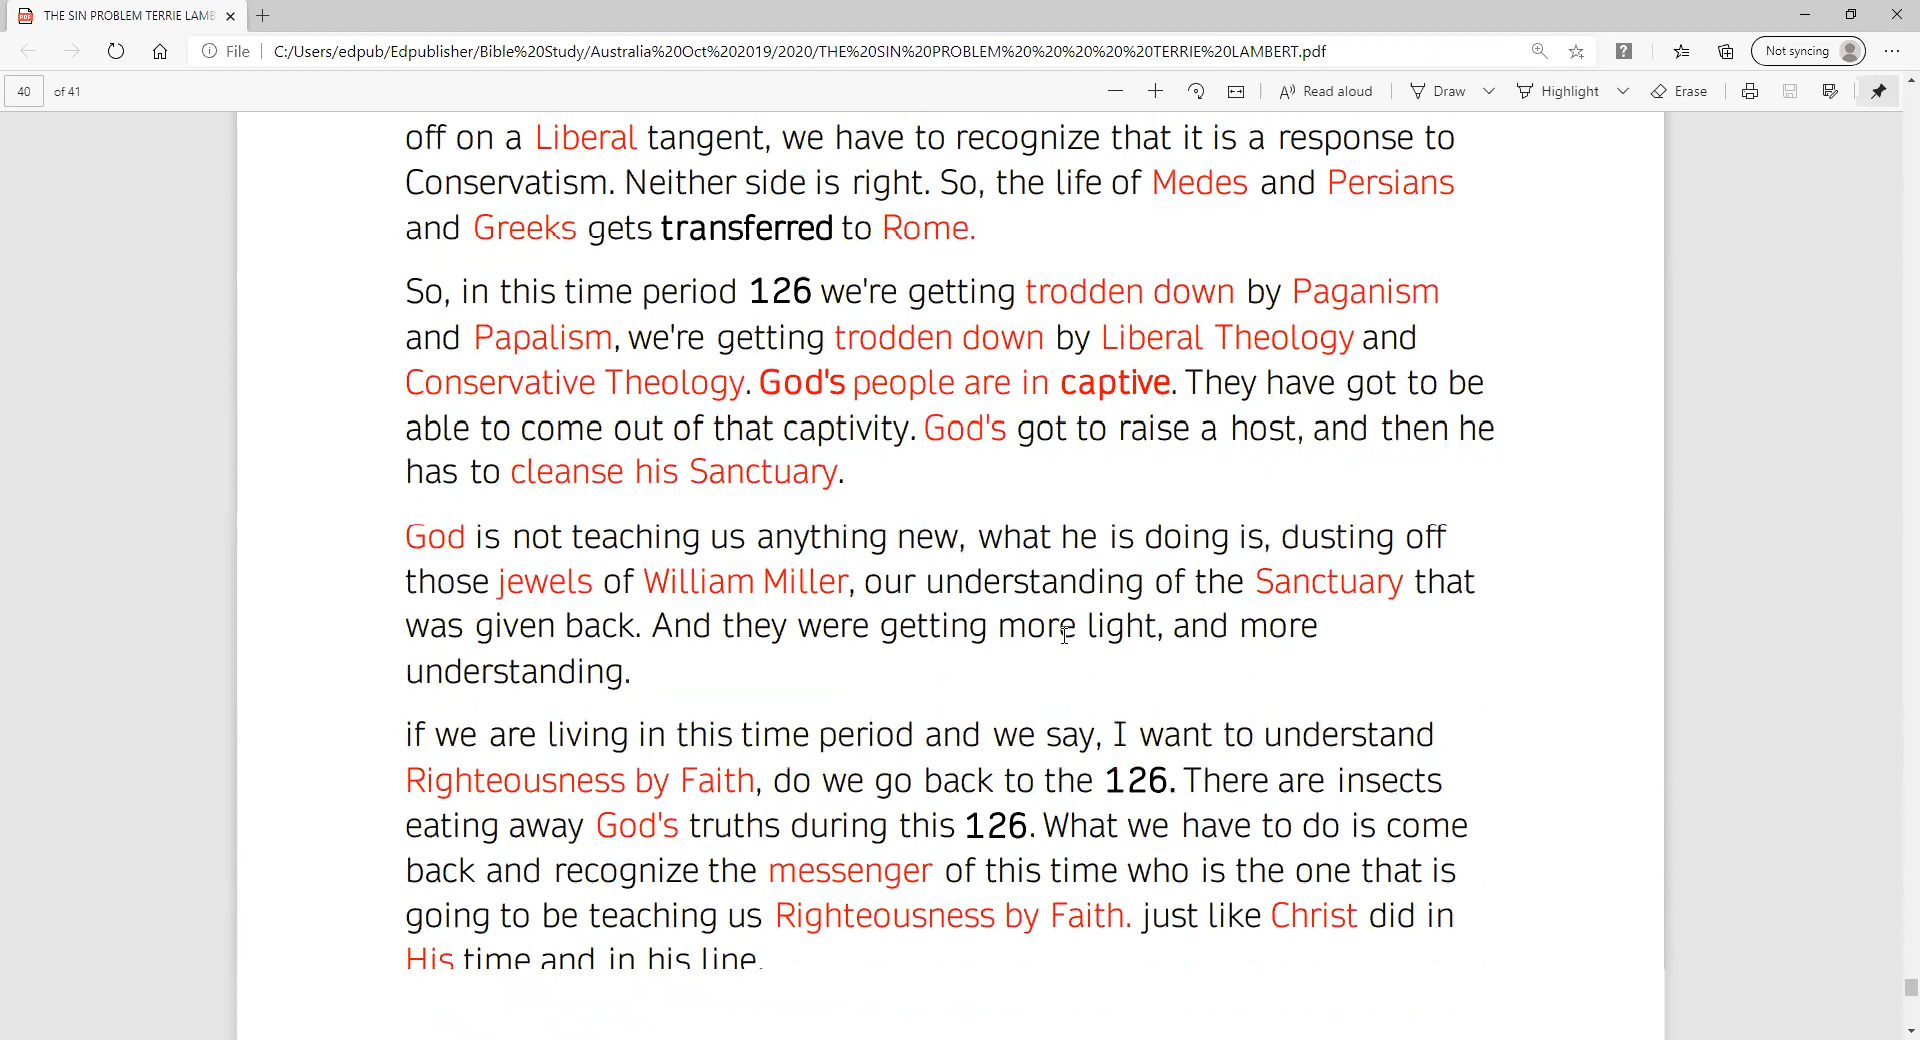 THE SIN PROBLEM TERRIE LAMB
File C:/Users/edpub/Edpublisher/Bible%20Study/Australia%20Oct%202019/2020/THE%20SIN%20PROBLEM%20%20%20%20%20TERRIE%20LAMBERT.pdf Not syncing
40 of 41 Read aloud Draw Highlight Erase
off on a Liberal tangent, we have to recognize that it is a response to
Conservatism. Neither side is right. So, the life of Medes and Persians
and Greeks gets transferred to Rome.
So, in this time period 126 we're getting trodden down by Paganism
and Papalism, we're getting trodden down by Liberal Theology and
Conservative Theology. God's people are in captive. They have got to be
able to come out of that captivity. God's got to raise a host, and then he
has to cleanse his Sanctuary.
God is not teaching us anything new, what he is doing is, dusting off
those jewels of William Miller, our understanding of the Sanctuary that
was given back. And they were getting more light, and more
understanding.
if we are living in this time period and we say, I want to understand
Righteousness by Faith, do we go back to the 126. There are insects
eating away God's truths during this 126. What we have to do is come
back and recognize the messenger of this time who is the one that is
going to be teaching us Righteousness by Faith. just like Christ did in
His time and in his line.